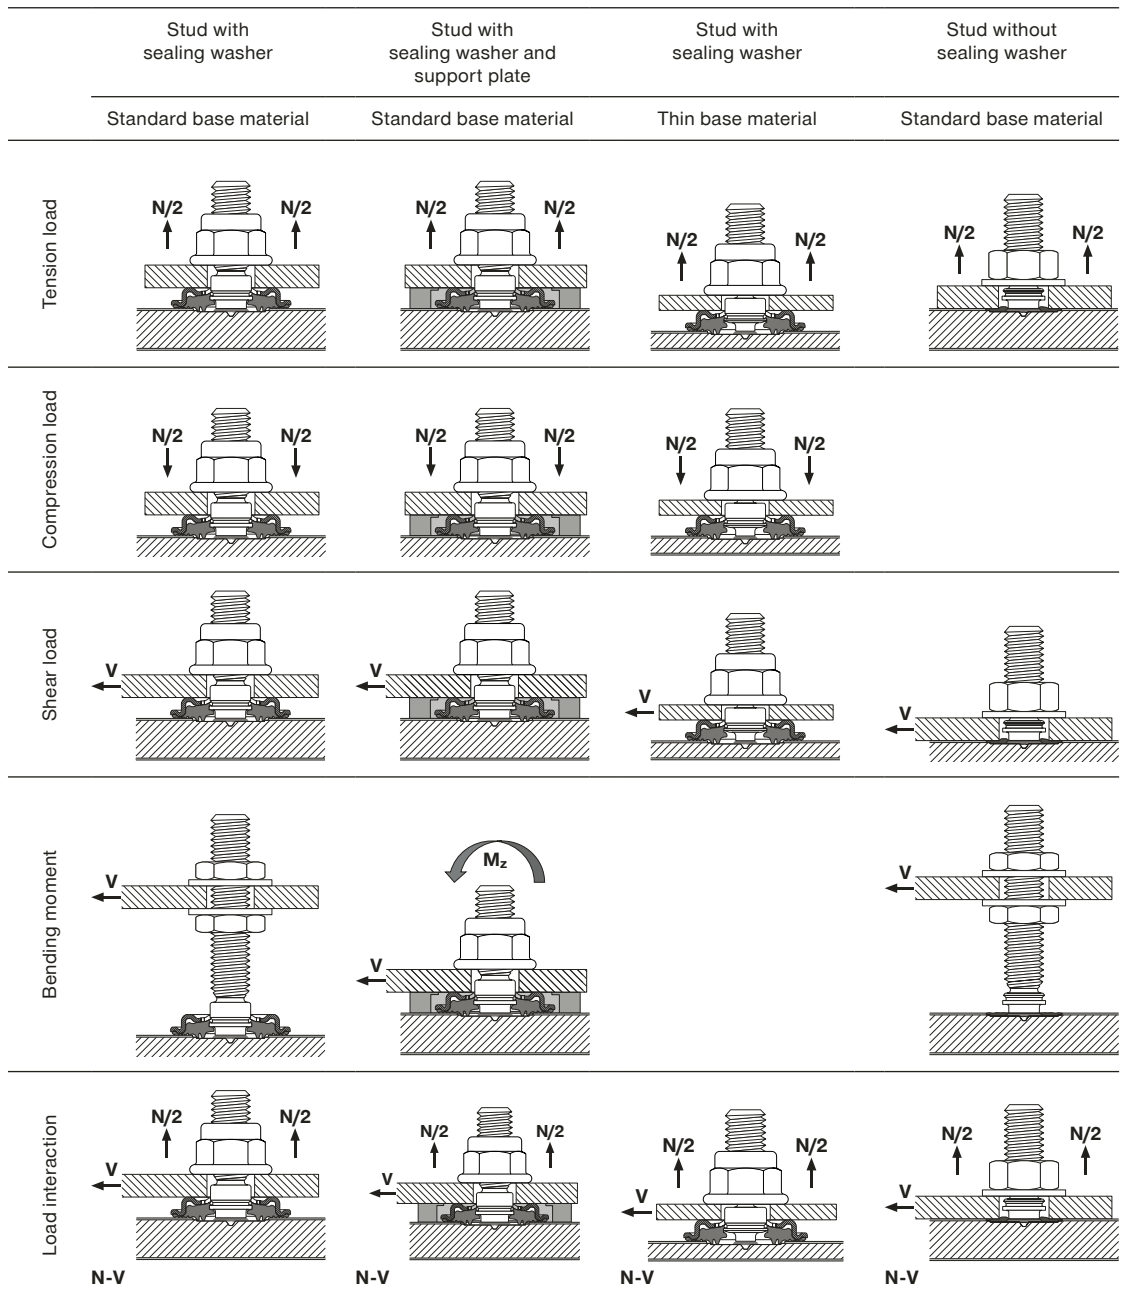 Stud with
sealing washer
Stud with
sealing washer and
support plate
Stud with
sealing washer
Stud without
sealing washer
Standard base material
Standard base material
Thin base material
Standard base material
Tension load
N/2 N/2
N/2 N/2
N/2 N/2
N/2 N/2
Compression load
N/2 N/2
N/2 N/2
N/2 N/2
Shear load
V
V
V
V
Bending moment
V
Mz
V
V
Load interaction
N/2 N/2
V
N-V
N/2 N/2
V
N-V
N/2 N/2
V
N-V
N/2 N/2
V
N-V